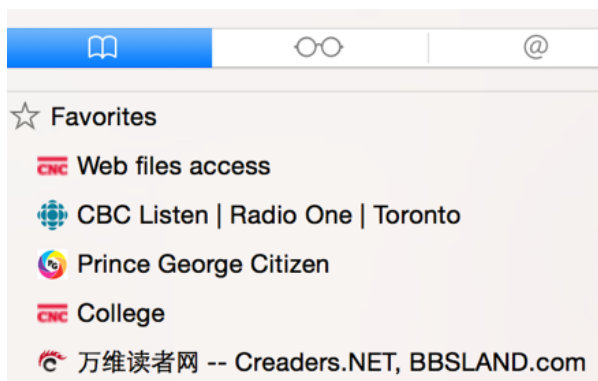 @
Favorites
CNC Web files access
CBC Listen | Radio One | Toronto
PG Prince George Citizen
CNC College
万维读者网 -- Creaders.NET, BBSLAND.com